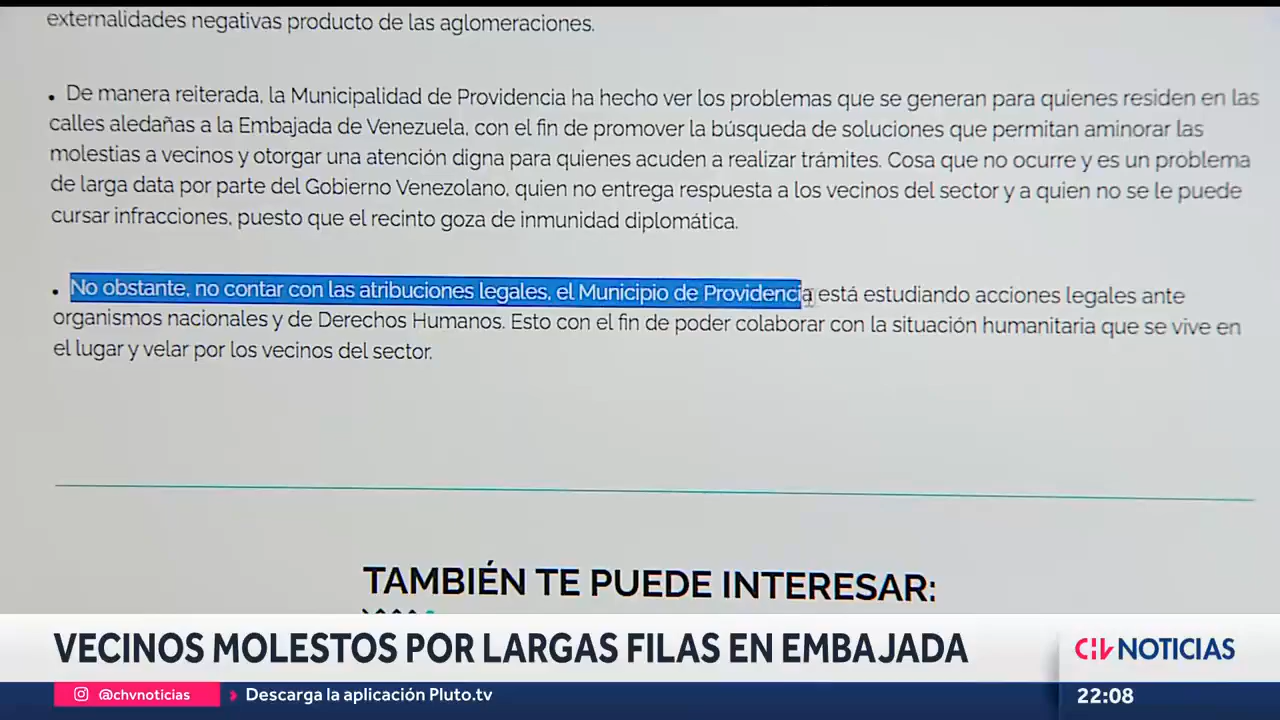 externalidades negativas producto de las aglomeraciones.
• De manera reiterada, la Municipalidad de Providencia ha hecho ver los problemas que se generan para quienes residen en las
calles aledañas a la Embajada de Venezuela, con el fin de promover la búsqueda de soluciones que permitan aminorar las
molestias a vecinos y otorgar una atención digna para quienes acuden a realizar trámites. Cosa que no ocurre y es un problema
de larga data por parte del Gobierno Venezolano, quien no entrega respuesta a los vecinos del sector y a quien no se le puede
cursar infracciones, puesto que el recinto goza de inmunidad diplomática.
• No obstante, no contar con las atribuciones legales, el Municipio de Providencia está estudiando acciones legales ante
organismos nacionales y de Derechos Humanos. Esto con el fin de poder colaborar con la situación humanitaria que se vive en
el lugar y velar por los vecinos del sector.
TAMBIÉN TE PUEDE INTERESAR:
VECINOS MOLESTOS POR LARGAS FILAS EN EMBAJADA
CHV NOTICIAS
@chvnoticias
Descarga la aplicación Pluto.tv
22:08